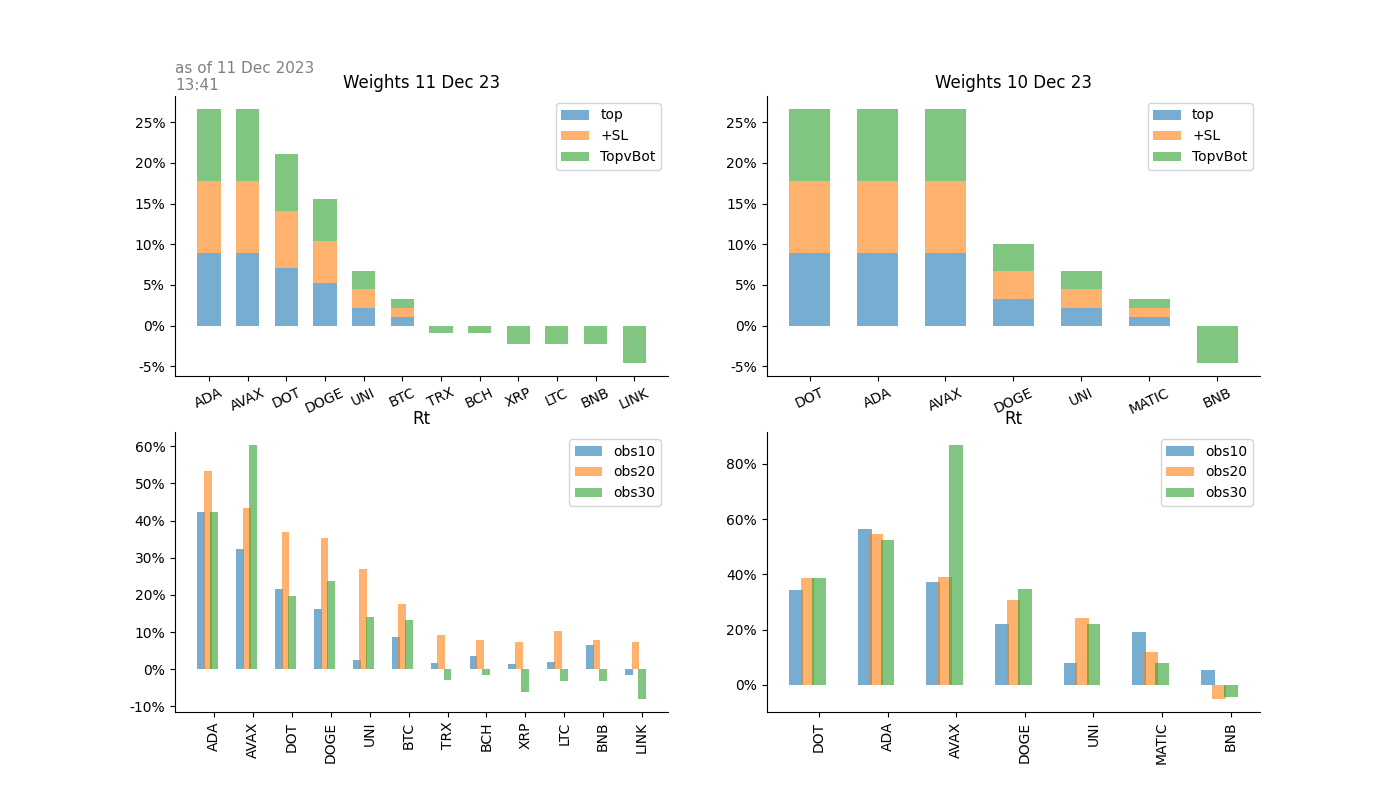 as of 11 Dec 2023
13:41
Weights 11 Dec 23
25%
20%
15%
10%
5%
0%
-5%
top
+SL
TopvBot
ADA AVAX DOT DOGE UNI BTC TRX BCH XRP LTC BNB LINK
Weights 10 Dec 23
25%
20%
15%
10%
5%
0%
-5%
top
+SL
TopvBot
DOT ADA AVAX DOGE UNI MATIC BNB
Rt
60%
50%
40%
30%
20%
10%
0%
-10%
obs10
obs20
obs30
ADA AVAX DOT DOGE UNI BTC TRX BCH XRP LTC BNB LINK
Rt
80%
60%
40%
20%
0%
obs10
obs20
obs30
DOT ADA AVAX DOGE UNI MATIC BNB